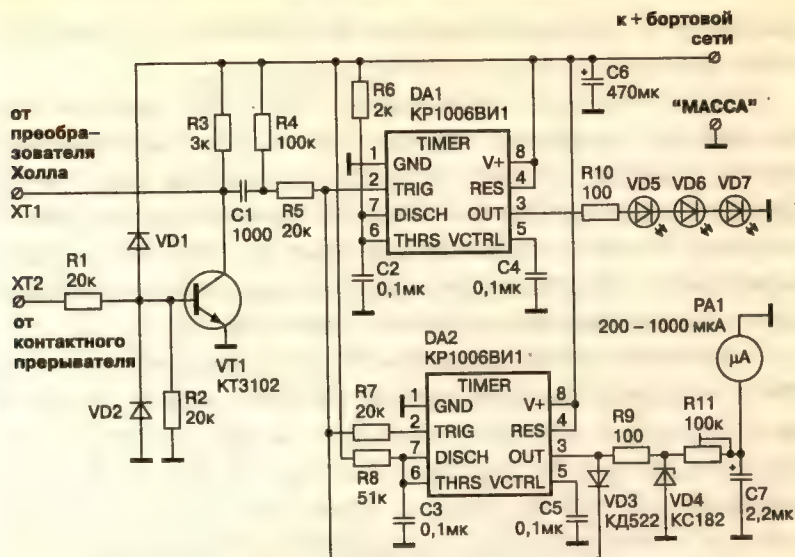 к + бортовой
сети
C6
470мк
"МАССА"
от
преобра-
зователя
Холла
XT1
R3
3к
R4
100к
C1
1000
R5
20к
R6
2к
DA1
КР1006ВИ1
TIMER
1 GND V+ 8
2 TRIG RES 4
7 DISCH OUT 3
6 THRS VCTRL 5
C2
0,1мк
C4
0,1мк
R10
100
VD5
VD6
VD7
VD1
XT2
R1
20к
от
контактного
прерывателя
VD2
R2
20к
VT1
КТ3102
PA1
200 – 1000 мкА
μA
DA2
КР1006ВИ1
TIMER
1 GND V+ 8
2 TRIG RES 4
7 DISCH OUT 3
6 THRS VCTRL 5
R7
20к
R8
51к
C3
0,1мк
C5
0,1мк
R9
100
R11
100к
VD3
КД522
VD4
КС182
C7
2,2мк
+
+